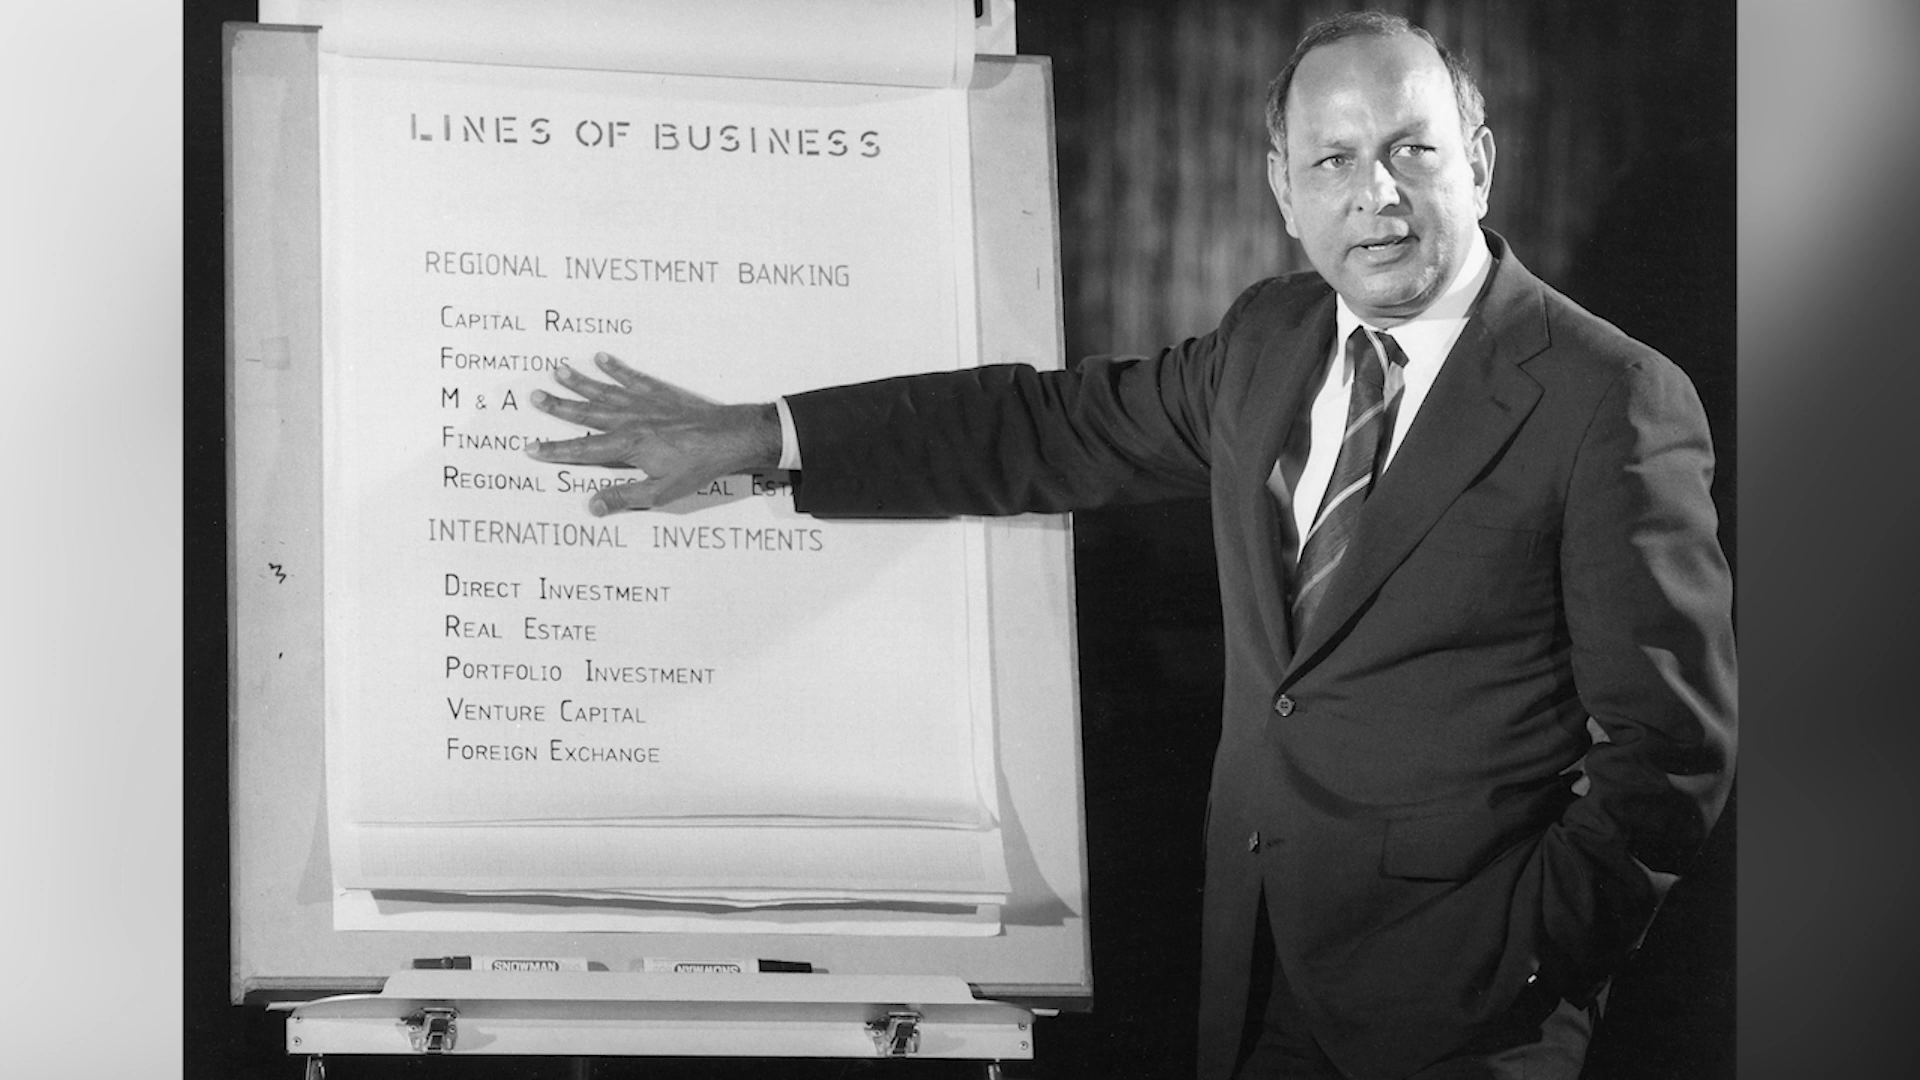 LINES OF BUSINESS
REGIONAL INVESTMENT BANKING
CAPITAL RAISING
FORMATIONS
M & A
REGIONAL
INTERNATIONAL INVESTMENTS
DIRECT INVESTMENT
REAL ESTATE
PORTFOLIO INVESTMENT
VENTURE CAPITAL
FOREIGN EXCHANGE
SNOWMAN SNOWMAN